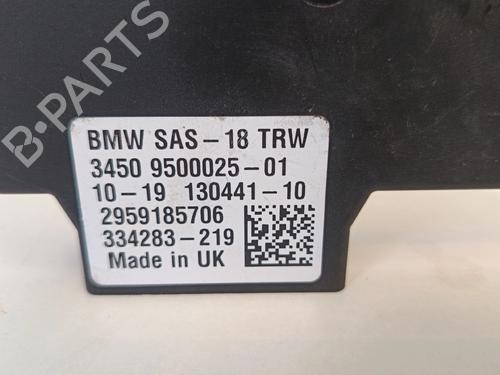 B-PARTS
BMW SAS-18 TRW
3450 9500025-01
10-19 130441-10
2959185706
334283-219
Made in UK